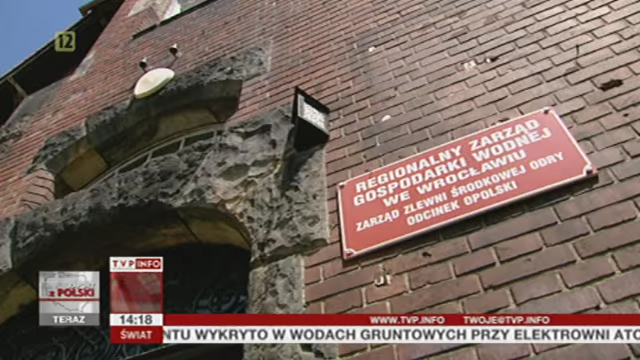 12
REGIONALNY ZARZĄD
GOSPODARKI WODNEJ
WE WROCŁAWIU
ZARZĄD ZLEWNI ŚRODKOWEJ ODRY
ODCINEK OPOLSKI
z POLSKI
TERAZ
TVP INFO
14:18
ŚWIAT
WWW.TVP.INFO TWOJE@TVP.INFO
NTU WYKRYTO W WODACH GRUNTOWYCH PRZY ELEKTROWNI ATO